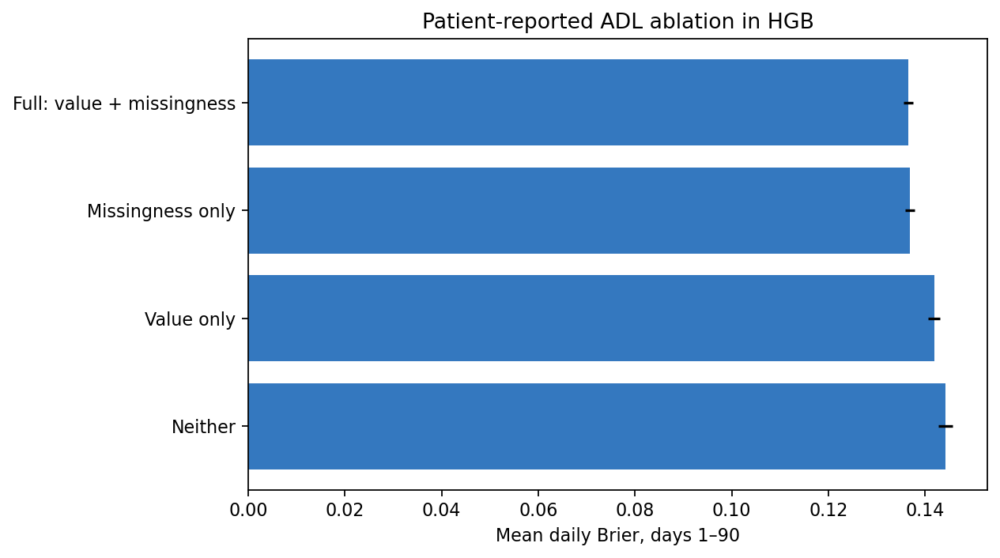 Patient-reported ADL ablation in HGB
Full: value + missingness
Missingness only
Value only
Neither
0.00 0.02 0.04 0.06 0.08 0.10 0.12 0.14
Mean daily Brier, days 1–90